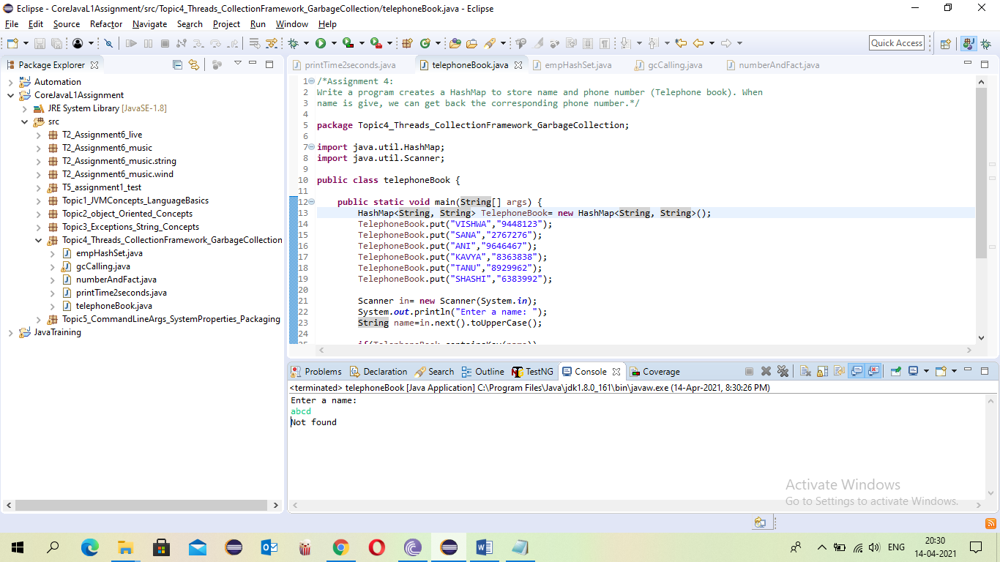 Eclipse - CoreJavaL1Assignment/src/Topic4_Threads_CollectionFramework_GarbageCollection/telephoneBook.java - Eclipse
File Edit Source Refactor Navigate Search Project Run Window Help
Quick Access
Package Explorer
Automation
CoreJavaL1Assignment
JRE System Library [JavaSE-1.8]
src
T2_Assignment6_live
T2_Assignment6_music
T2_Assignment6_music.string
T2_Assignment6_music.wind
T5_assignment1_test
Topic1_JVMConcepts_LanguageBasics
Topic2_object_Oriented_Concepts
Topic3_Exceptions_String_Concepts
Topic4_Threads_CollectionFramework_GarbageCollection
empHashSet.java
gcCalling.java
numberAndFact.java
printTime2seconds.java
telephoneBook.java
Topic5_CommandLineArgs_SystemProperties_Packaging
JavaTraining
printTime2seconds.java telephoneBook.java empHashSet.java gcCalling.java numberAndFact.java
1 /*Assignment 4:
2 Write a program creates a HashMap to store name and phone number (Telephone book). When
3 name is give, we can get back the corresponding phone number.*/
4
5 package Topic4_Threads_CollectionFramework_GarbageCollection;
6
7 import java.util.HashMap;
8 import java.util.Scanner;
9
10 public class telephoneBook {
11
12 public static void main(String[] args) {
13 HashMap<String, String> TelephoneBook= new HashMap<String, String>();
14 TelephoneBook.put("VISHWA","9448123");
15 TelephoneBook.put("SANA","2767276");
16 TelephoneBook.put("ANI","9646467");
17 TelephoneBook.put("KAVYA","8363838");
18 TelephoneBook.put("TANU","8929962");
19 TelephoneBook.put("SHASHI","6383992");
20
21 Scanner in= new Scanner(System.in);
22 System.out.println("Enter a name: ");
23 String name=in.next().toUpperCase();
24
25 if(TelephoneBook.containsKey(name))
Problems Declaration Search Outline TestNG Console Coverage
<terminated> telephoneBook [Java Application] C:\Program Files\Java\jdk1.8.0_161\bin\javaw.exe (14-Apr-2021, 8:30:26 PM)
Enter a name:
abcd
Not found
Activate Windows
Go to Settings to activate Windows.
ENG
20:30
14-04-2021